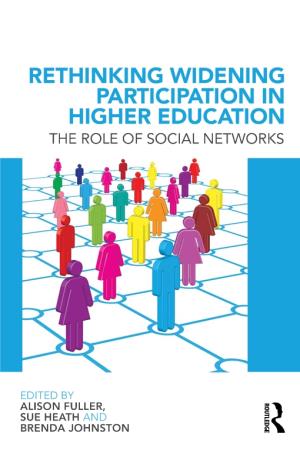 RETHINKING WIDENING
PARTICIPATION IN
HIGHER EDUCATION
THE ROLE OF SOCIAL NETWORKS
EDITED BY
ALISON FULLER,
SUE HEATH AND
BRENDA JOHNSTON
ROUTLEDGE